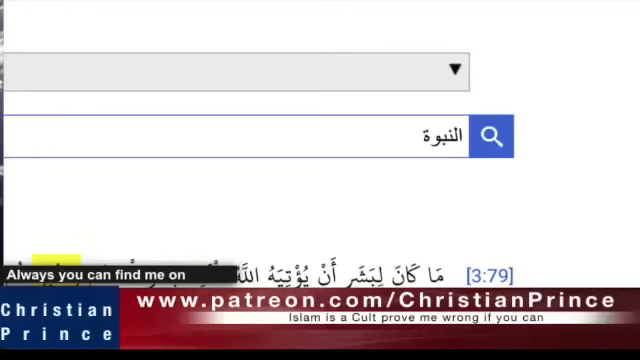 ▼
النبوة
مَا كَانَ لِبَشَرٍ أَنْ يُؤْتِيَهُ اللَّهُ [3:79]
Always you can find me on
www.patreon.com/ChristianPrince
Islam is a Cult prove me wrong if you can
Christian
Prince